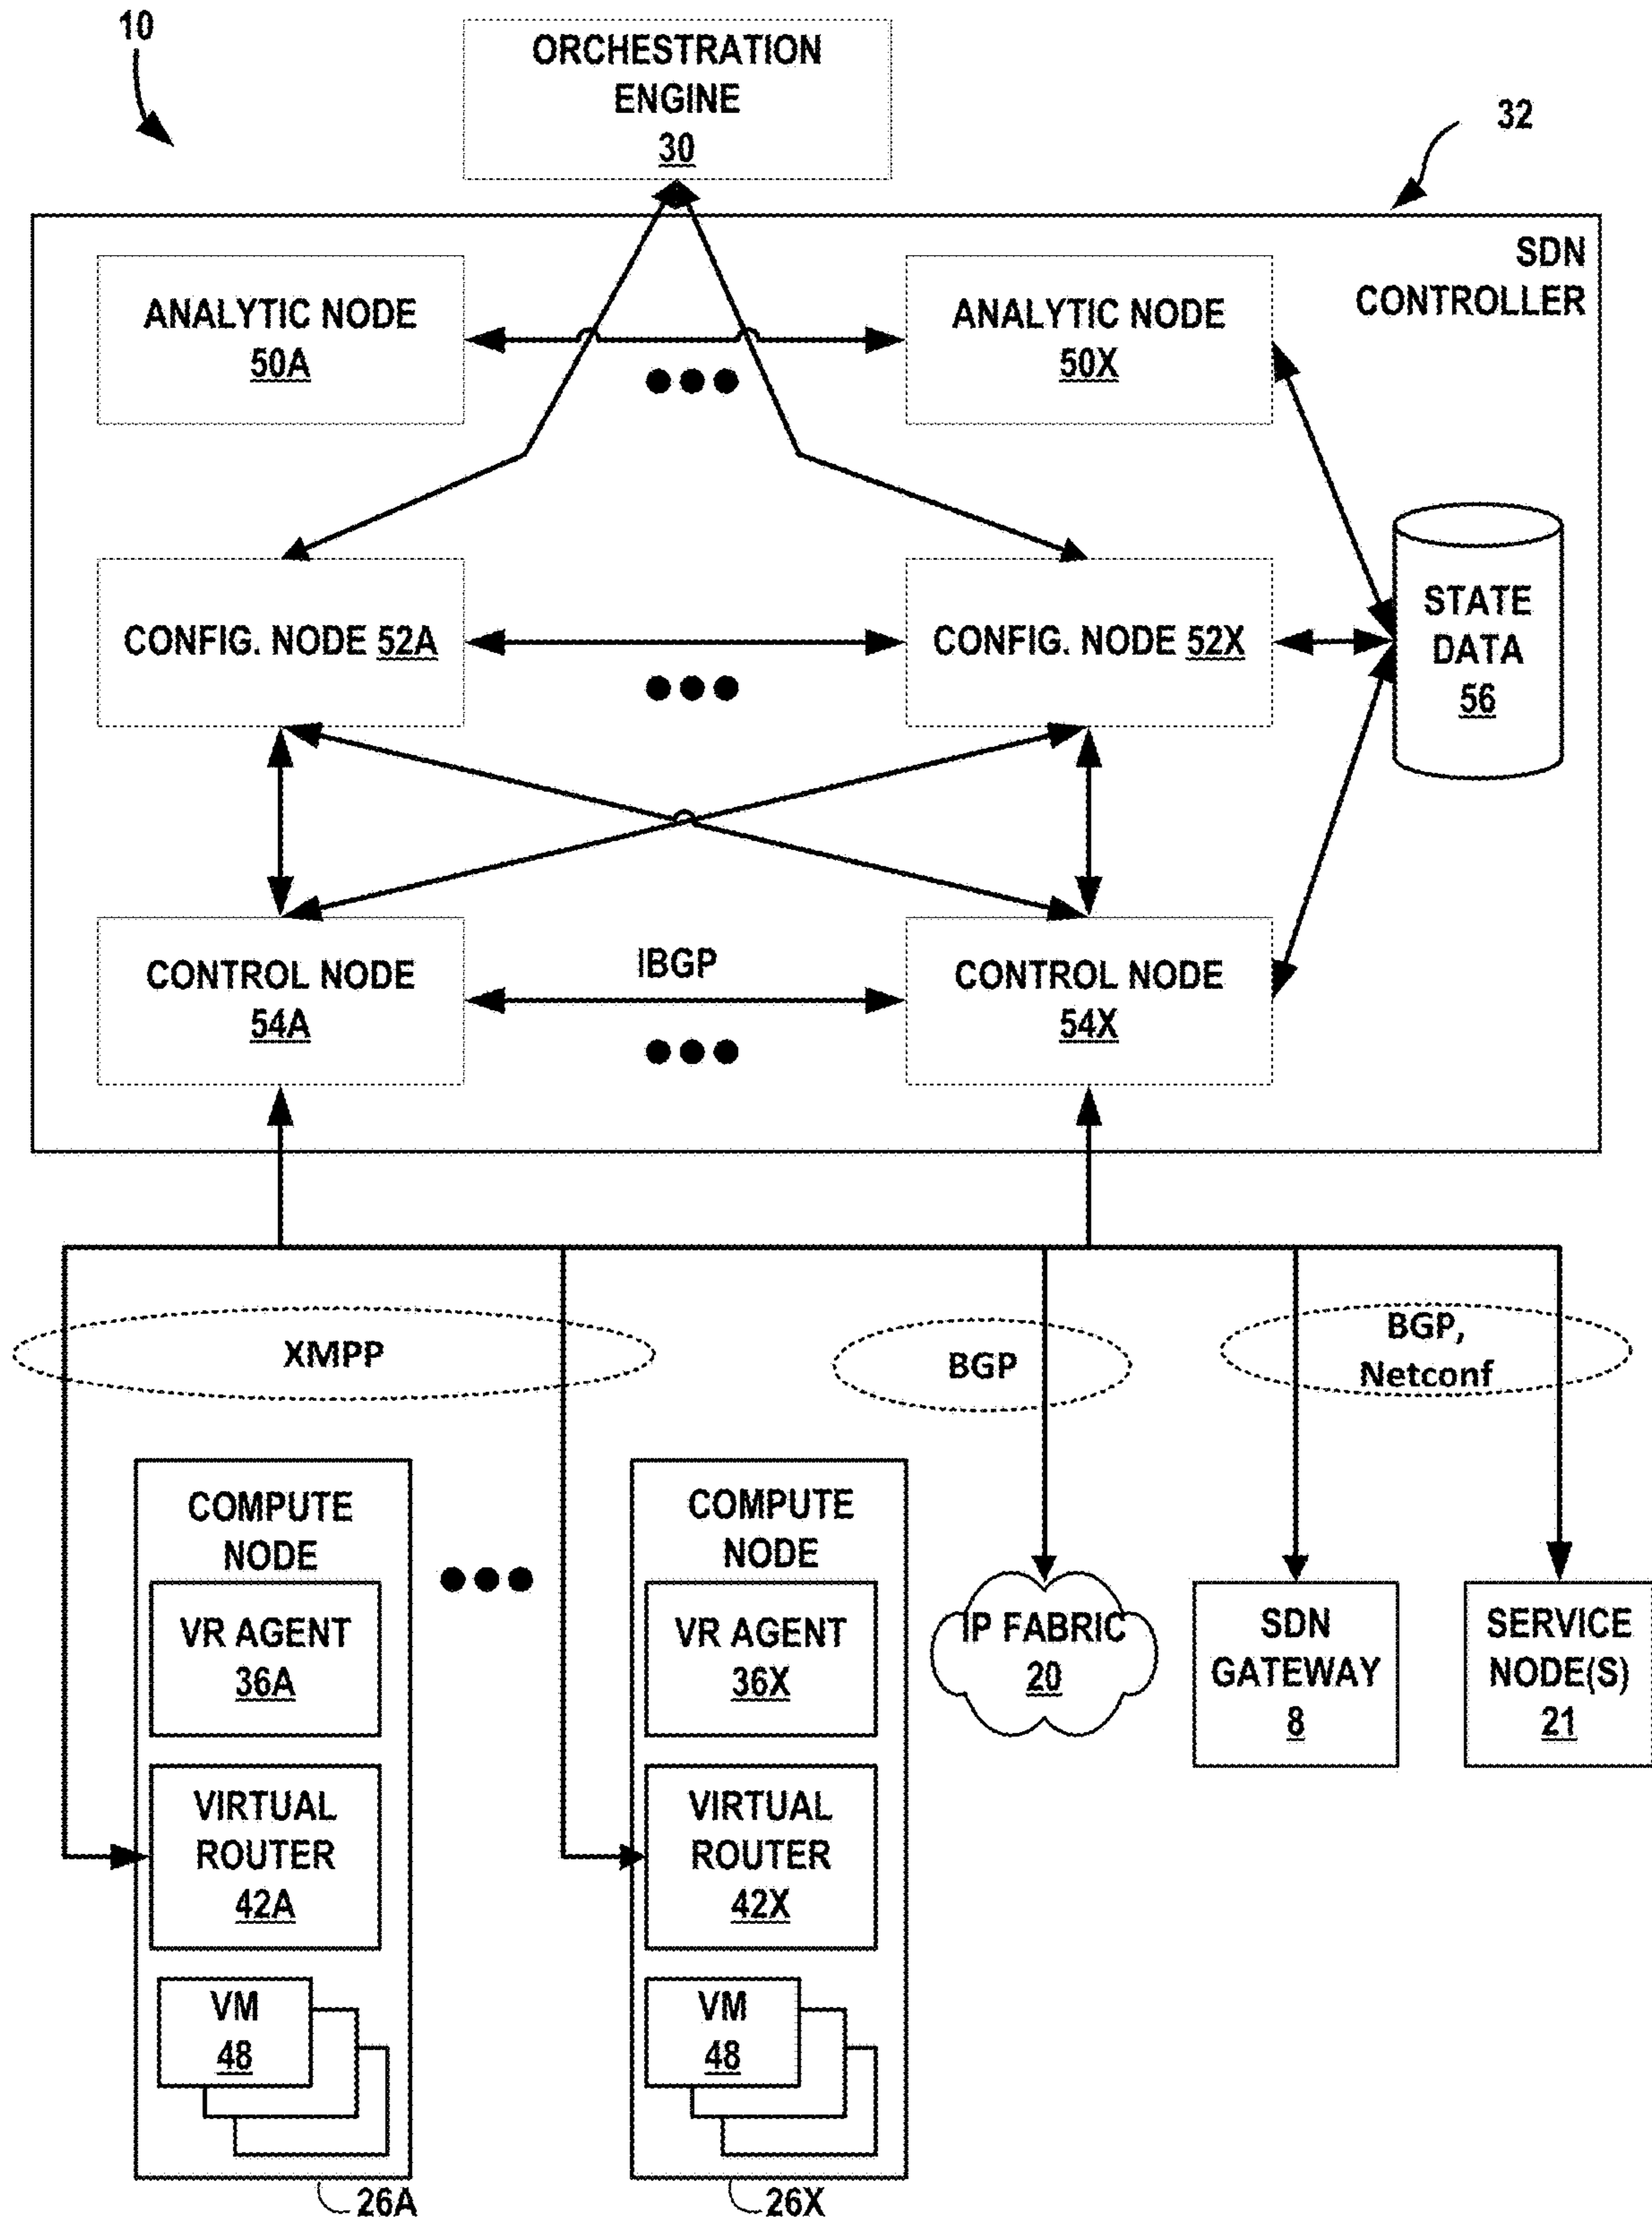 10
ORCHESTRATION
ENGINE
30
32
SDN
CONTROLLER
ANALYTIC NODE
50A
ANALYTIC NODE
50X
STATE
DATA
56
CONFIG. NODE 52A
CONFIG. NODE 52X
IBGP
CONTROL NODE
54A
CONTROL NODE
54X
XMPP
BGP
BGP,
Netconf
COMPUTE
NODE
VR AGENT
36A
VIRTUAL
ROUTER
42A
VM
48
26A
COMPUTE
NODE
VR AGENT
36X
VIRTUAL
ROUTER
42X
VM
48
26X
IP FABRIC
20
SDN
GATEWAY
8
SERVICE
NODE(S)
21